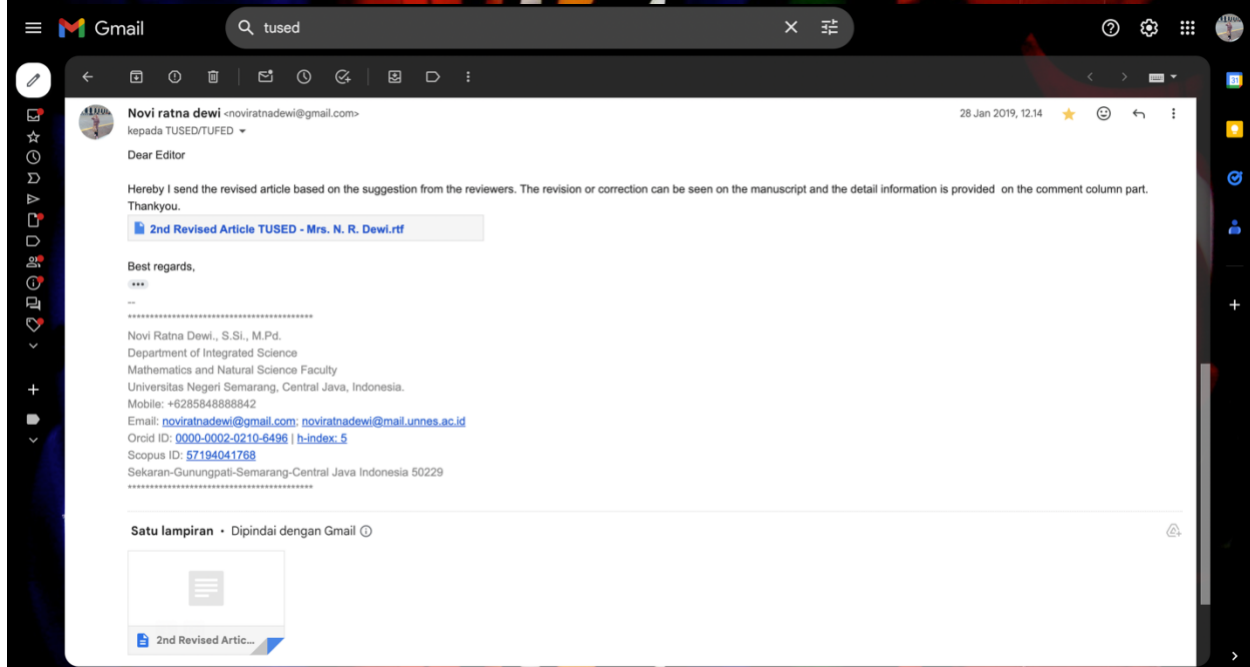 Gmail
tused
Novi ratna dewi <noviratnadewi@gmail.com>
28 Jan 2019, 12.14
kepada TUSED/TUFED
Dear Editor
Hereby I send the revised article based on the suggestion from the reviewers. The revision or correction can be seen on the manuscript and the detail information is provided on the comment column part.
Thankyou.
2nd Revised Article TUSED - Mrs. N. R. Dewi.rtf
Best regards,
--
******************************************
Novi Ratna Dewi., S.Si., M.Pd.
Department of Integrated Science
Mathematics and Natural Science Faculty
Universitas Negeri Semarang, Central Java, Indonesia.
Mobile: +6285848888842
Email: noviratnadewi@gmail.com; noviratnadewi@mail.unnes.ac.id
Orcid ID: 0000-0002-0210-6496 | h-index: 5
Scopus ID: 57194041768
Sekaran-Gunungpati-Semarang-Central Java Indonesia 50229
******************************************
Satu lampiran • Dipindai dengan Gmail
2nd Revised Artic...